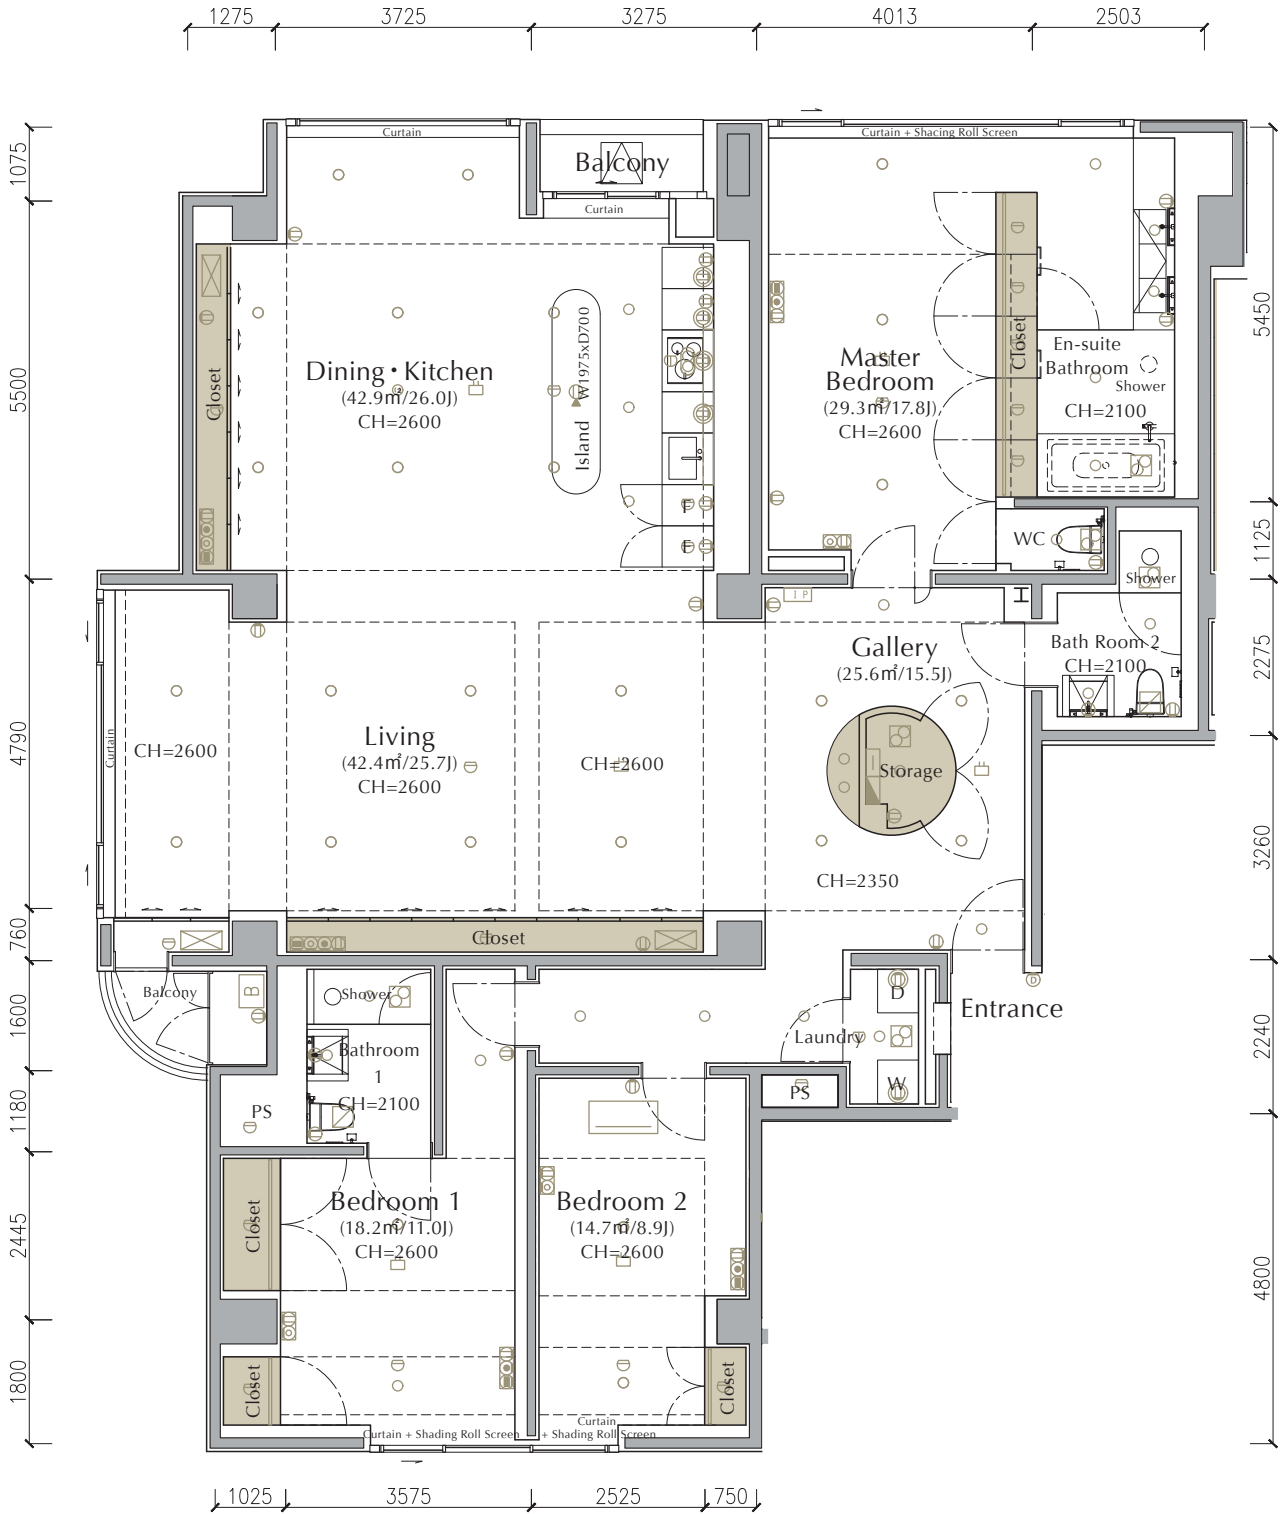 1275
3725
3275
4013
2503
Curtain
Curtain + Shacing Roll Screen
Balcony
Curtain
1075
5500
4790
760
1600
1180
2445
1800
5450
1125
2275
3260
2240
4800
Closet
Dining・Kitchen
(42.9㎡/26.0J)
CH=2600
Island W1975xD700
F
F
Master
Bedroom
(29.3㎡/17.8J)
CH=2600
Closet
En-suite
Bathroom
Shower
CH=2100
WC
Shower
Bath Room 2
CH=2100
I P
Gallery
(25.6㎡/15.5J)
Storage
CH=2350
Curtain
CH=2600
Living
(42.4㎡/25.7J)
CH=2600
CH=2600
Closet
Balcony
B
Shower
Bathroom
1
CH=2100
PS
D
Laundry
W
PS
D
Entrance
Closet
Bedroom 1
(18.2㎡/11.0J)
CH=2600
Bedroom 2
(14.7㎡/8.9J)
CH=2600
Closet
Closet
Curtain + Shading Roll Screen
Curtain
+ Shading Roll Screen
1025
3575
2525
750